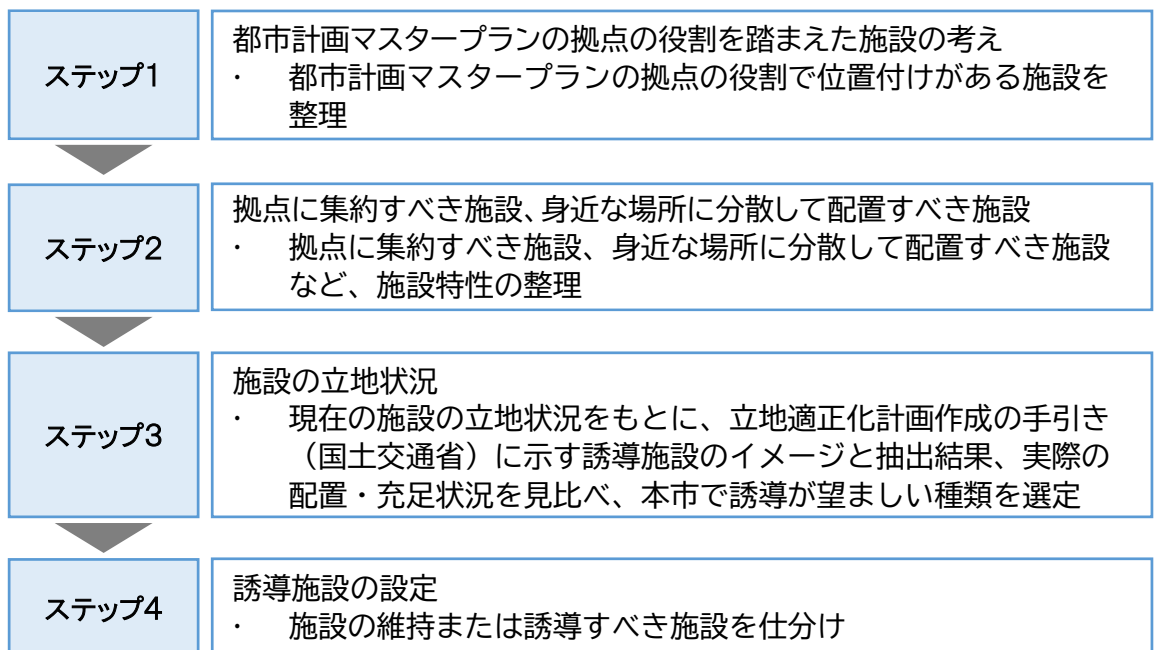 ステップ1
都市計画マスタープランの拠点の役割を踏まえた施設の考え
・ 都市計画マスタープランの拠点の役割で位置付けがある施設を
整理
ステップ2
拠点に集約すべき施設、身近な場所に分散して配置すべき施設
・ 拠点に集約すべき施設、身近な場所に分散して配置すべき施設
など、施設特性の整理
ステップ3
施設の立地状況
・ 現在の施設の立地状況をもとに、立地適正化計画作成の手引き
（国土交通省）に示す誘導施設のイメージと抽出結果、実際の
配置・充足状況を見比べ、本市で誘導が望ましい種類を選定
ステップ4
誘導施設の設定
・ 施設の維持または誘導すべき施設を仕分け